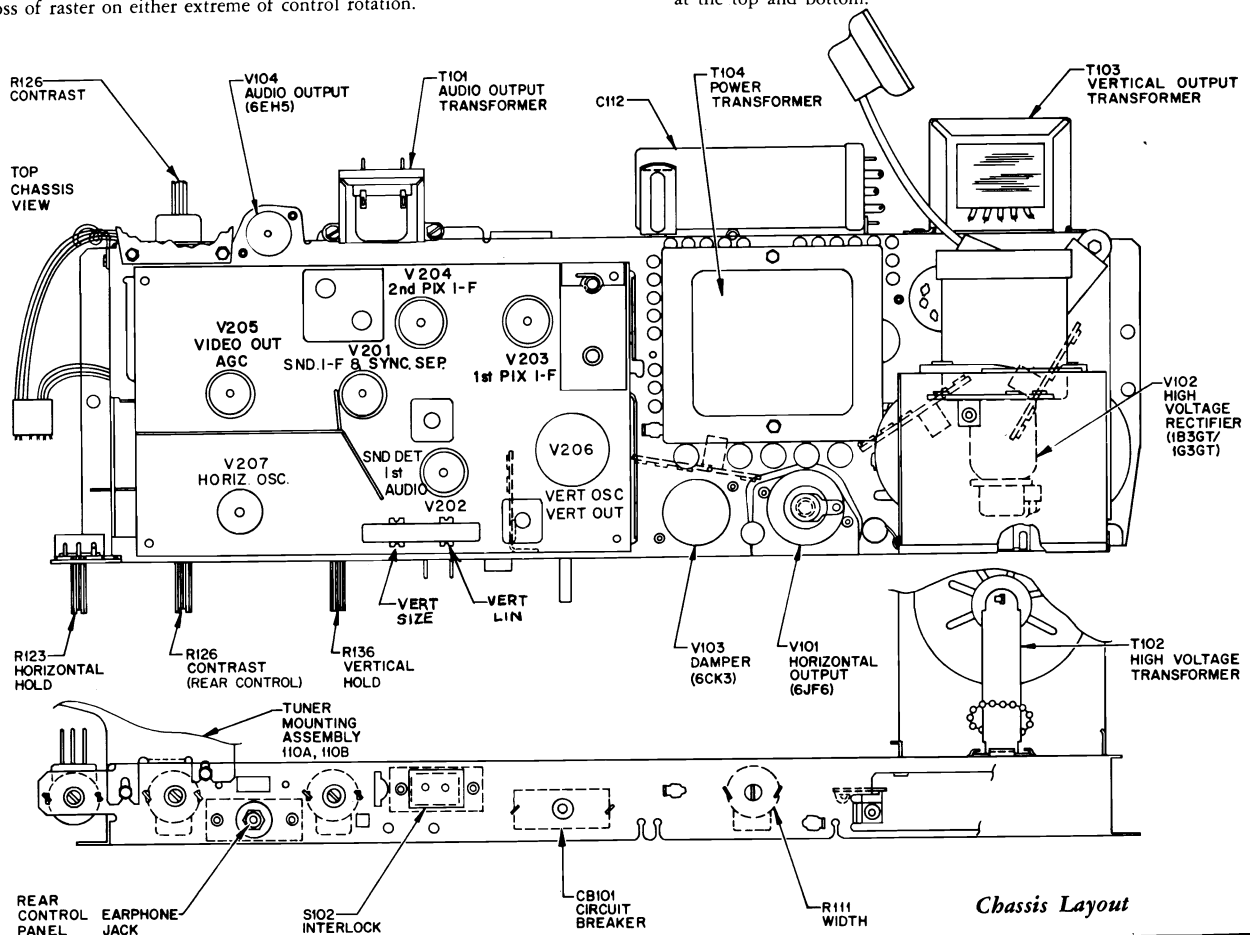 oss of raster on either extreme of control rotation.
at the top and bottom.
R126
CONTRAST
V104
AUDIO OUTPUT
(6EH5)
T101
AUDIO OUTPUT
TRANSFORMER
C112
T104
POWER
TRANSFORMER
T103
VERTICAL OUTPUT
TRANSFORMER
TOP
CHASSIS
VIEW
V204
2nd PIX I-F
V205
VIDEO OUT
AGC
V201
SND. I-F & SYNC. SEP.
V203
1st PIX I-F
V102
HIGH
VOLTAGE
RECTIFIER
(1B3GT/
1G3GT)
V207
HORIZ. OSC.
SND DET
1st
AUDIO
V202
V206
VERT OSC
VERT OUT
VERT
SIZE
VERT
LIN
R123
HORIZONTAL
HOLD
R126
CONTRAST
(REAR CONTROL)
R136
VERTICAL
HOLD
V103
DAMPER
(6CK3)
V101
HORIZONTAL
OUTPUT
(6JF6)
T102
HIGH VOLTAGE
TRANSFORMER
TUNER
MOUNTING
ASSEMBLY
110A, 110B
REAR
CONTROL
PANEL
EARPHONE
JACK
S102
INTERLOCK
CB101
CIRCUIT
BREAKER
R111
WIDTH
Chassis Layout